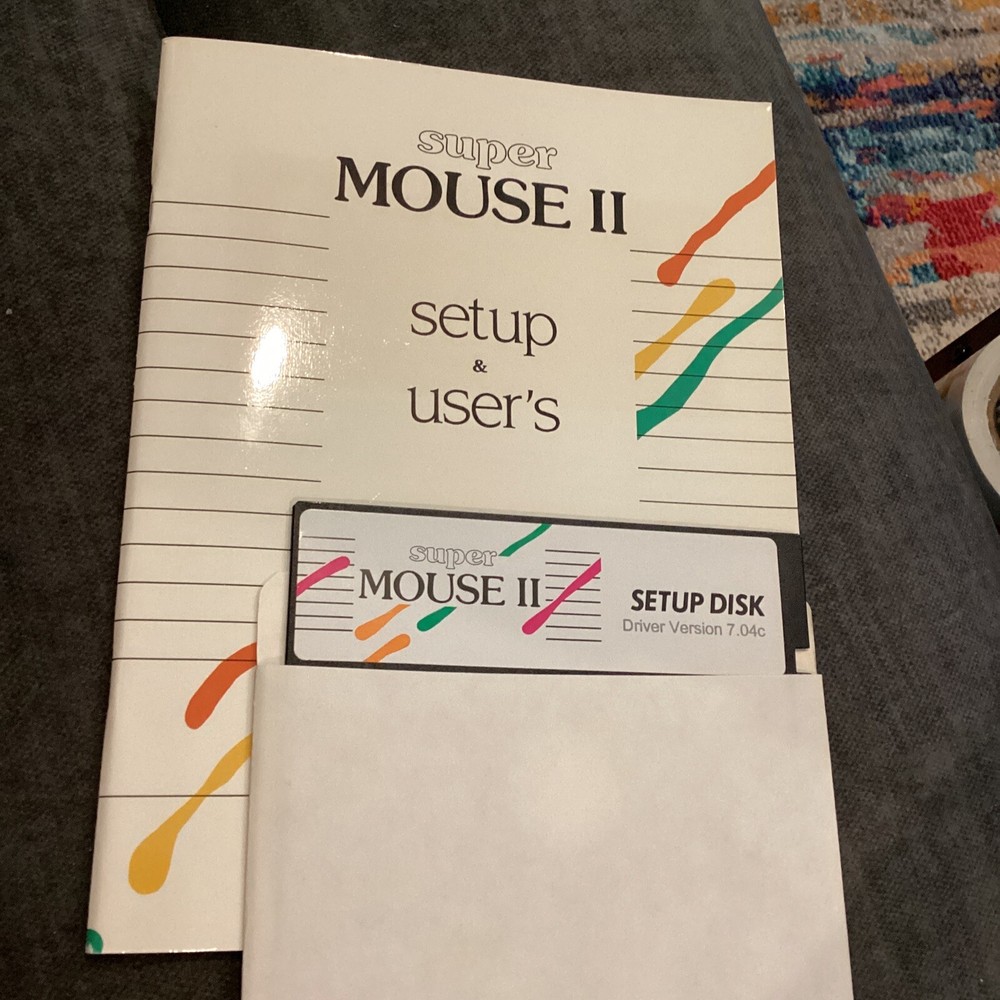 super
MOUSE II
setup
&
user's
super
MOUSE II
SETUP DISK
Driver Version 7.04c